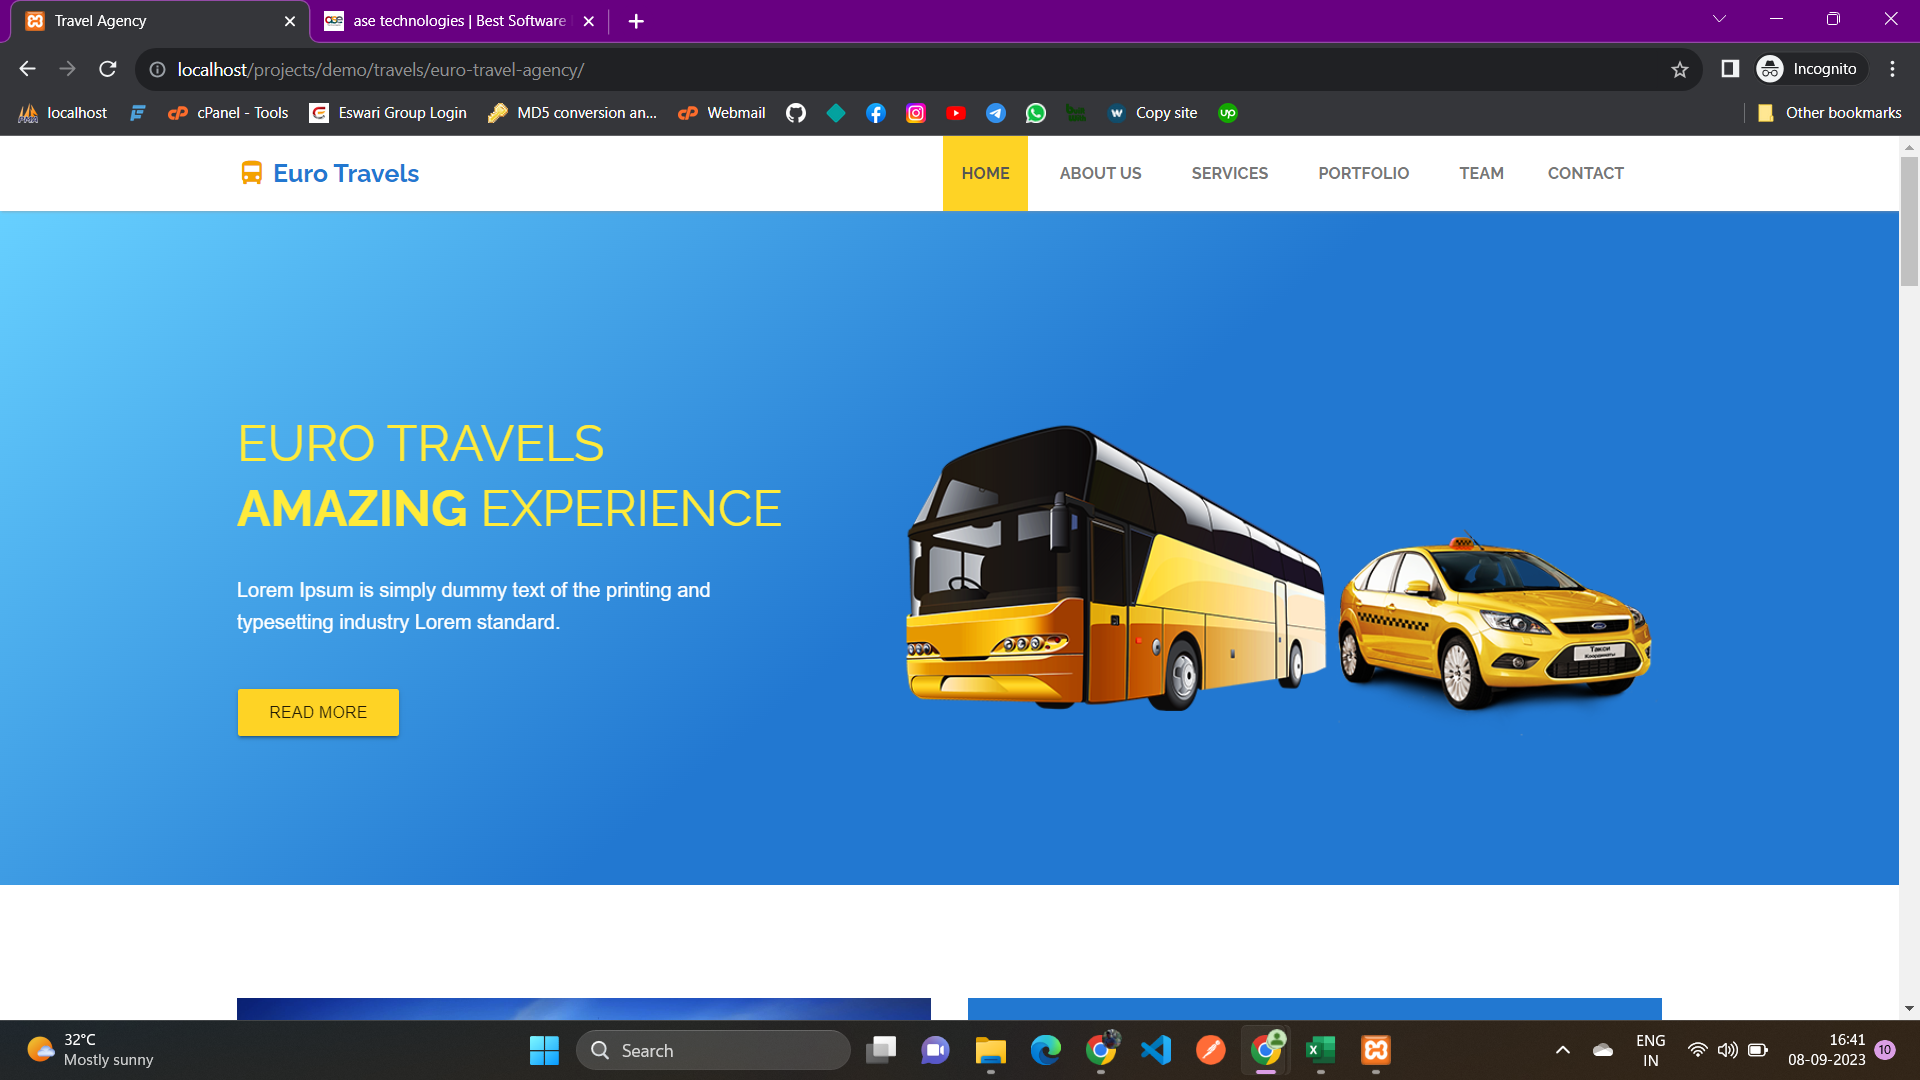 Travel Agency
ase technologies | Best Software
localhost/projects/demo/travels/euro-travel-agency/
Incognito
localhost
cPanel - Tools
Eswari Group Login
MD5 conversion an...
Webmail
Copy site
Other bookmarks
Euro Travels
HOME
ABOUT US
SERVICES
PORTFOLIO
TEAM
CONTACT
EURO TRAVELS
AMAZING EXPERIENCE
Lorem Ipsum is simply dummy text of the printing and
typesetting industry Lorem standard.
READ MORE
Такси
Координаты
32°C
Mostly sunny
Search
ENG
IN
16:41
08-09-2023
10